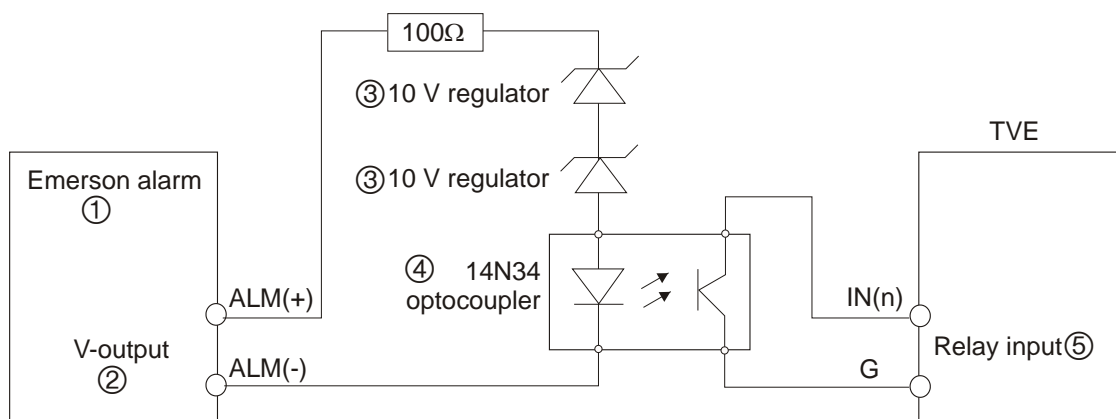 100Ω
③10 V regulator
③10 V regulator
TVE
Emerson alarm
①
④ 14N34
optocoupler
ALM(+)
IN(n)
V-output
②
ALM(-)
G
Relay input⑤